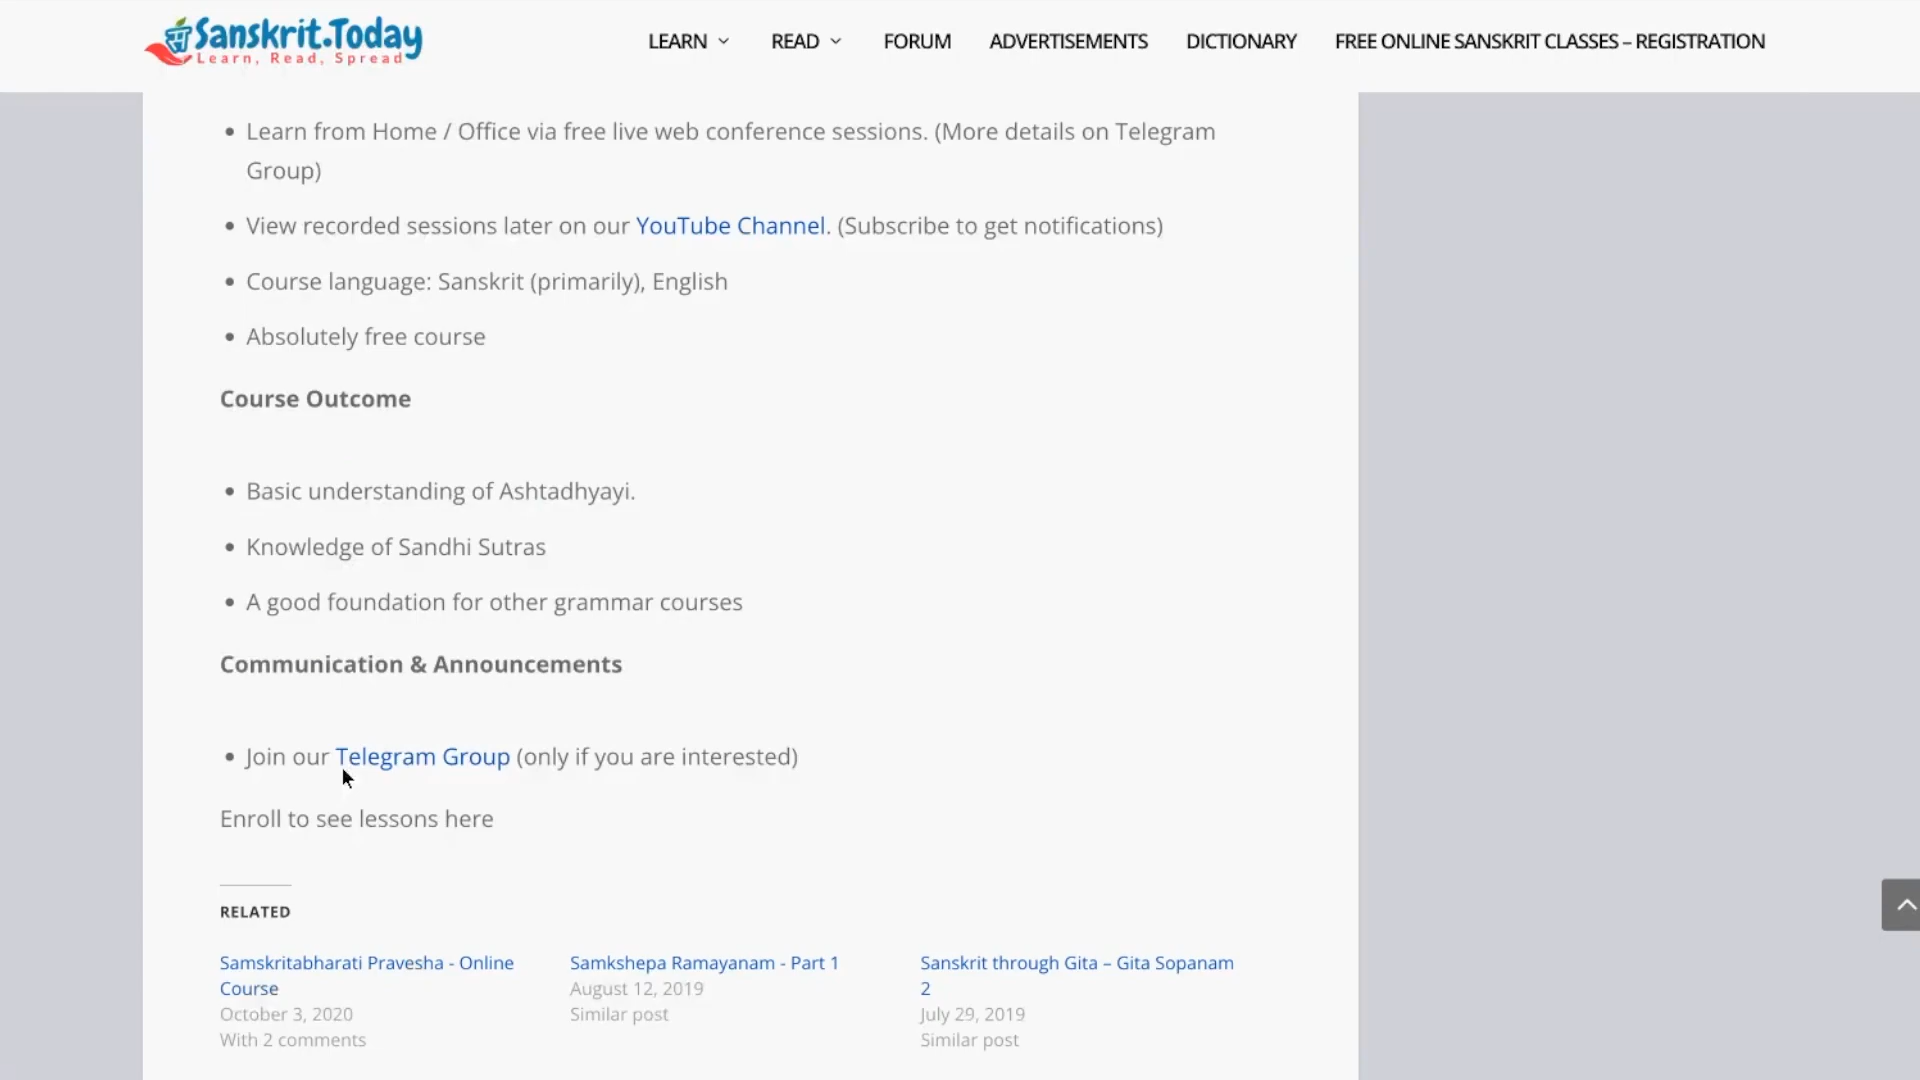 Sanskrit.Today
Learn, Read, Spread
LEARN
READ
FORUM
ADVERTISEMENTS
DICTIONARY
FREE ONLINE SANSKRIT CLASSES – REGISTRATION
• Learn from Home / Office via free live web conference sessions. (More details on Telegram
Group)
• View recorded sessions later on our YouTube Channel. (Subscribe to get notifications)
• Course language: Sanskrit (primarily), English
• Absolutely free course
Course Outcome
• Basic understanding of Ashtadhyayi.
• Knowledge of Sandhi Sutras
• A good foundation for other grammar courses
Communication & Announcements
• Join our Telegram Group (only if you are interested)
Enroll to see lessons here
RELATED
Samskritabharati Pravesha - Online
Course
October 3, 2020
With 2 comments
Samkshepa Ramayanam - Part 1
August 12, 2019
Similar post
Sanskrit through Gita – Gita Sopanam
2
July 29, 2019
Similar post